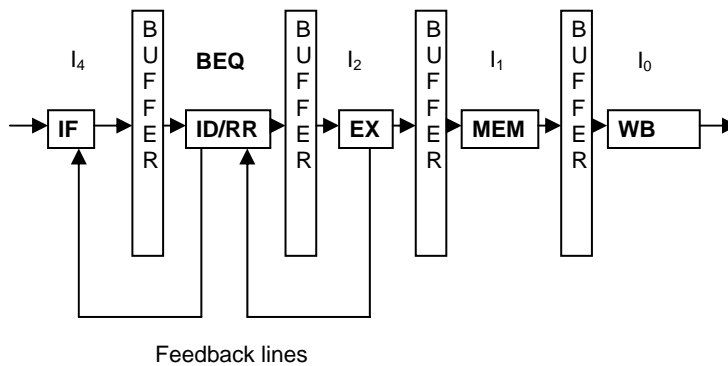 I4 BEQ I2 I1 I0
BUFFER
BUFFER
BUFFER
BUFFER
IF ID/RR EX MEM WB
Feedback lines